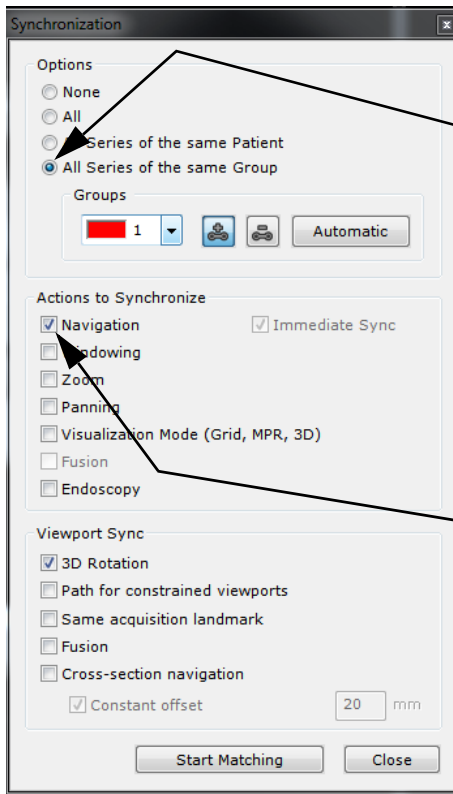 Synchronization
Options
None
All
Series of the same Patient
All Series of the same Group
Groups
1
Automatic
Actions to Synchronize
Navigation Immediate Sync
Windowing
Zoom
Panning
Visualization Mode (Grid, MPR, 3D)
Fusion
Endoscopy
Viewport Sync
3D Rotation
Path for constrained viewports
Same acquisition landmark
Fusion
Cross-section navigation
Constant offset 20 mm
Start Matching Close